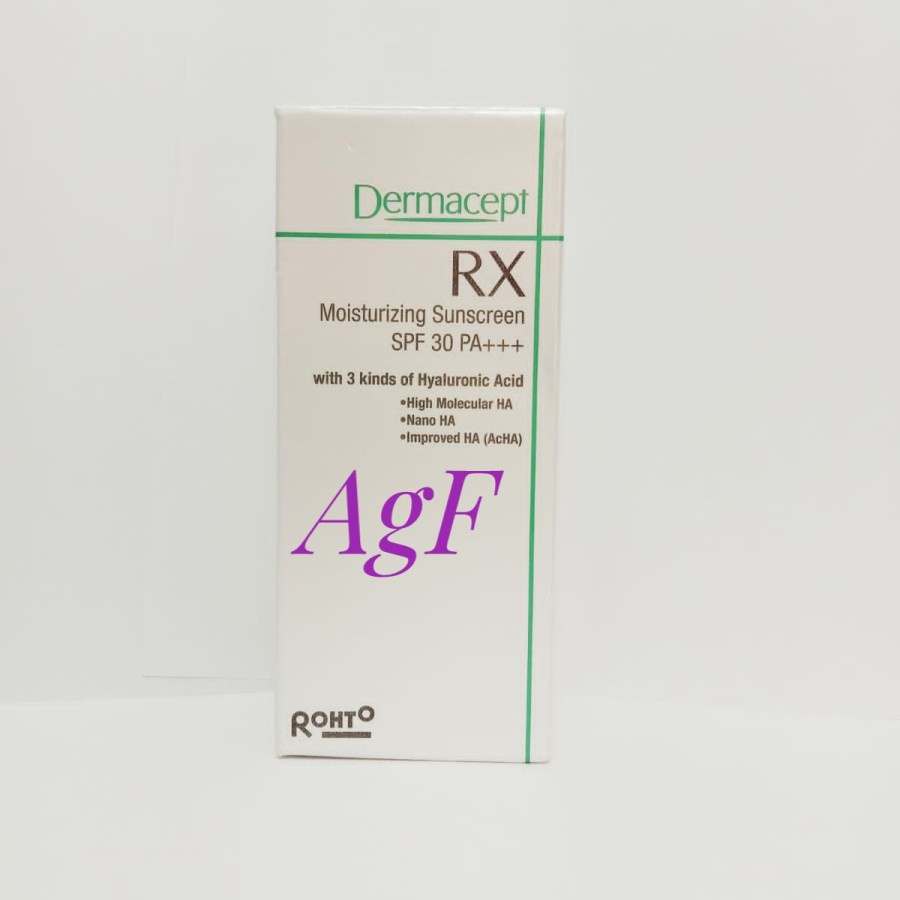 Dermacept
RX
Moisturizing Sunscreen
SPF 30 PA+++
with 3 kinds of Hyaluronic Acid
•High Molecular HA
•Nano HA
•Improved HA (AcHA)
AgF
ROHTO